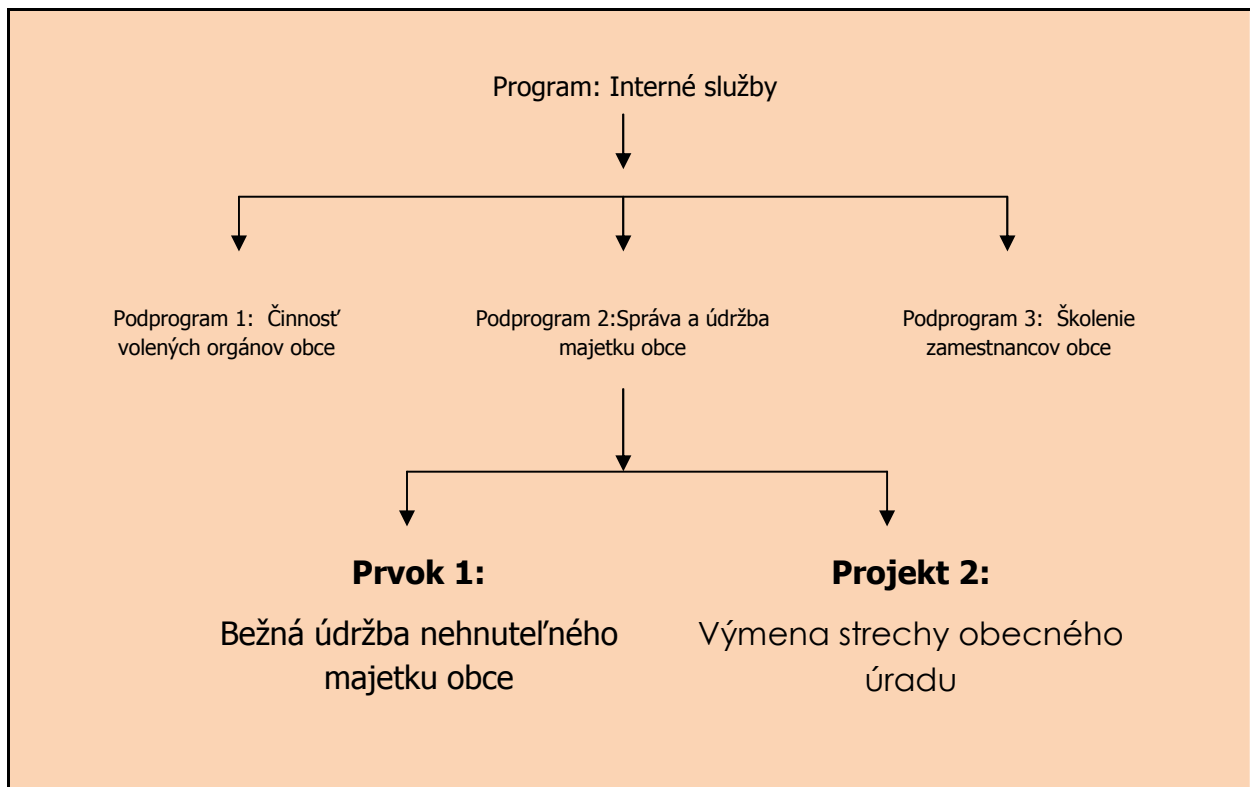 Program: Interné služby
Podprogram 1:  Činnosť
volených orgánov obce
Podprogram 2:Správa a údržba
majetku obce
Podprogram 3:  Školenie
zamestnancov obce
Prvok 1:
Bežná údržba nehnuteľného
majetku obce
Projekt 2:
Výmena strechy obecného
úradu